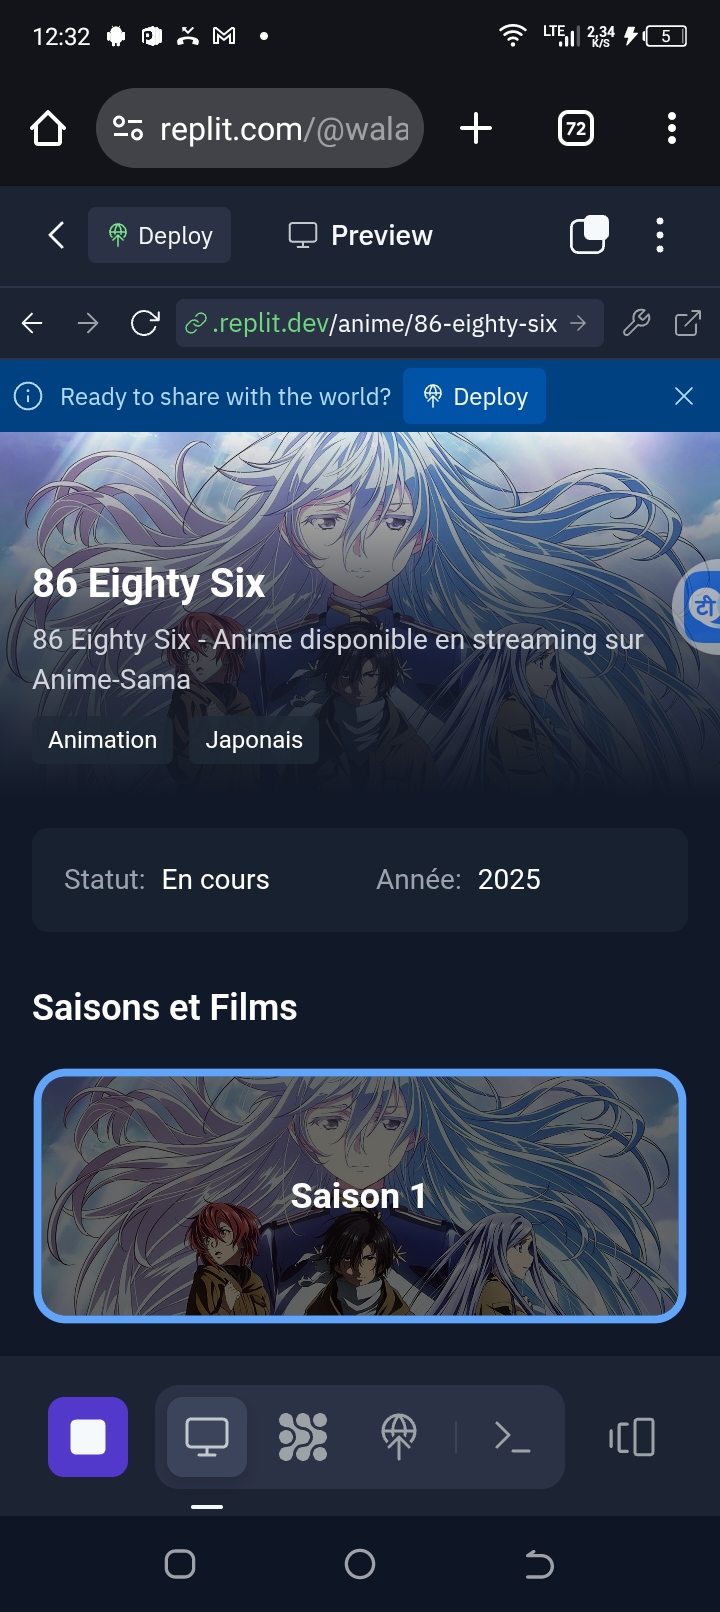 12:32
LTE 2,34 K/S 5
replit.com/@wala
72
Deploy
Preview
.replit.dev/anime/86-eighty-six
Ready to share with the world? Deploy
86 Eighty Six
86 Eighty Six - Anime disponible en streaming sur
Anime-Sama
Animation Japonais
टी
Statut: En cours Année: 2025
Saisons et Films
Saison 1